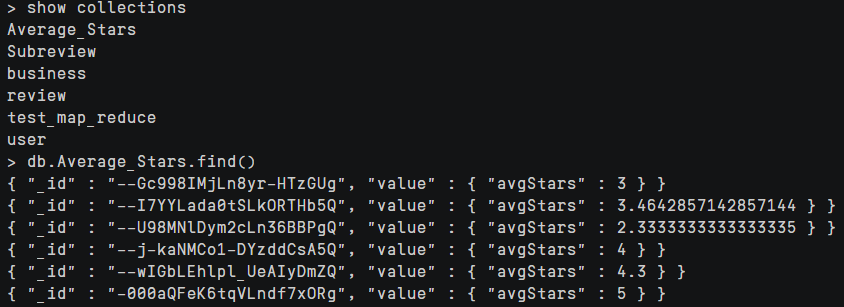 > show collections
Average_Stars
Subreview
business
review
test_map_reduce
user
> db.Average_Stars.find()
{ "_id" : "--Gc998IMjLn8yr-HTzGUg", "value" : { "avgStars" : 3 } }
{ "_id" : "--I7YYLada0tSLkORTHb5Q", "value" : { "avgStars" : 3.4642857142857144 } }
{ "_id" : "--U98MNlDym2cLn36BBPgQ", "value" : { "avgStars" : 2.3333333333333335 } }
{ "_id" : "--j-kaNMCo1-DYzddCsA5Q", "value" : { "avgStars" : 4 } }
{ "_id" : "--wIGbLEhlpl_UeAIyDmZQ", "value" : { "avgStars" : 4.3 } }
{ "_id" : "-000aQFeK6tqVLndf7xORg", "value" : { "avgStars" : 5 } }